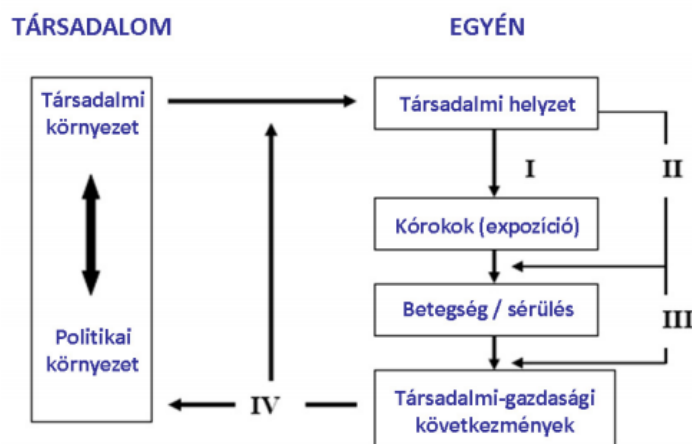 TÁRSADALOM
EGYÉN
Társadalmi
környezet
Politikai
környezet
Társadalmi helyzet
I
II
Kórokok (expozíció)
Betegség / sérülés
III
Társadalmi-gazdasági
következmények
IV